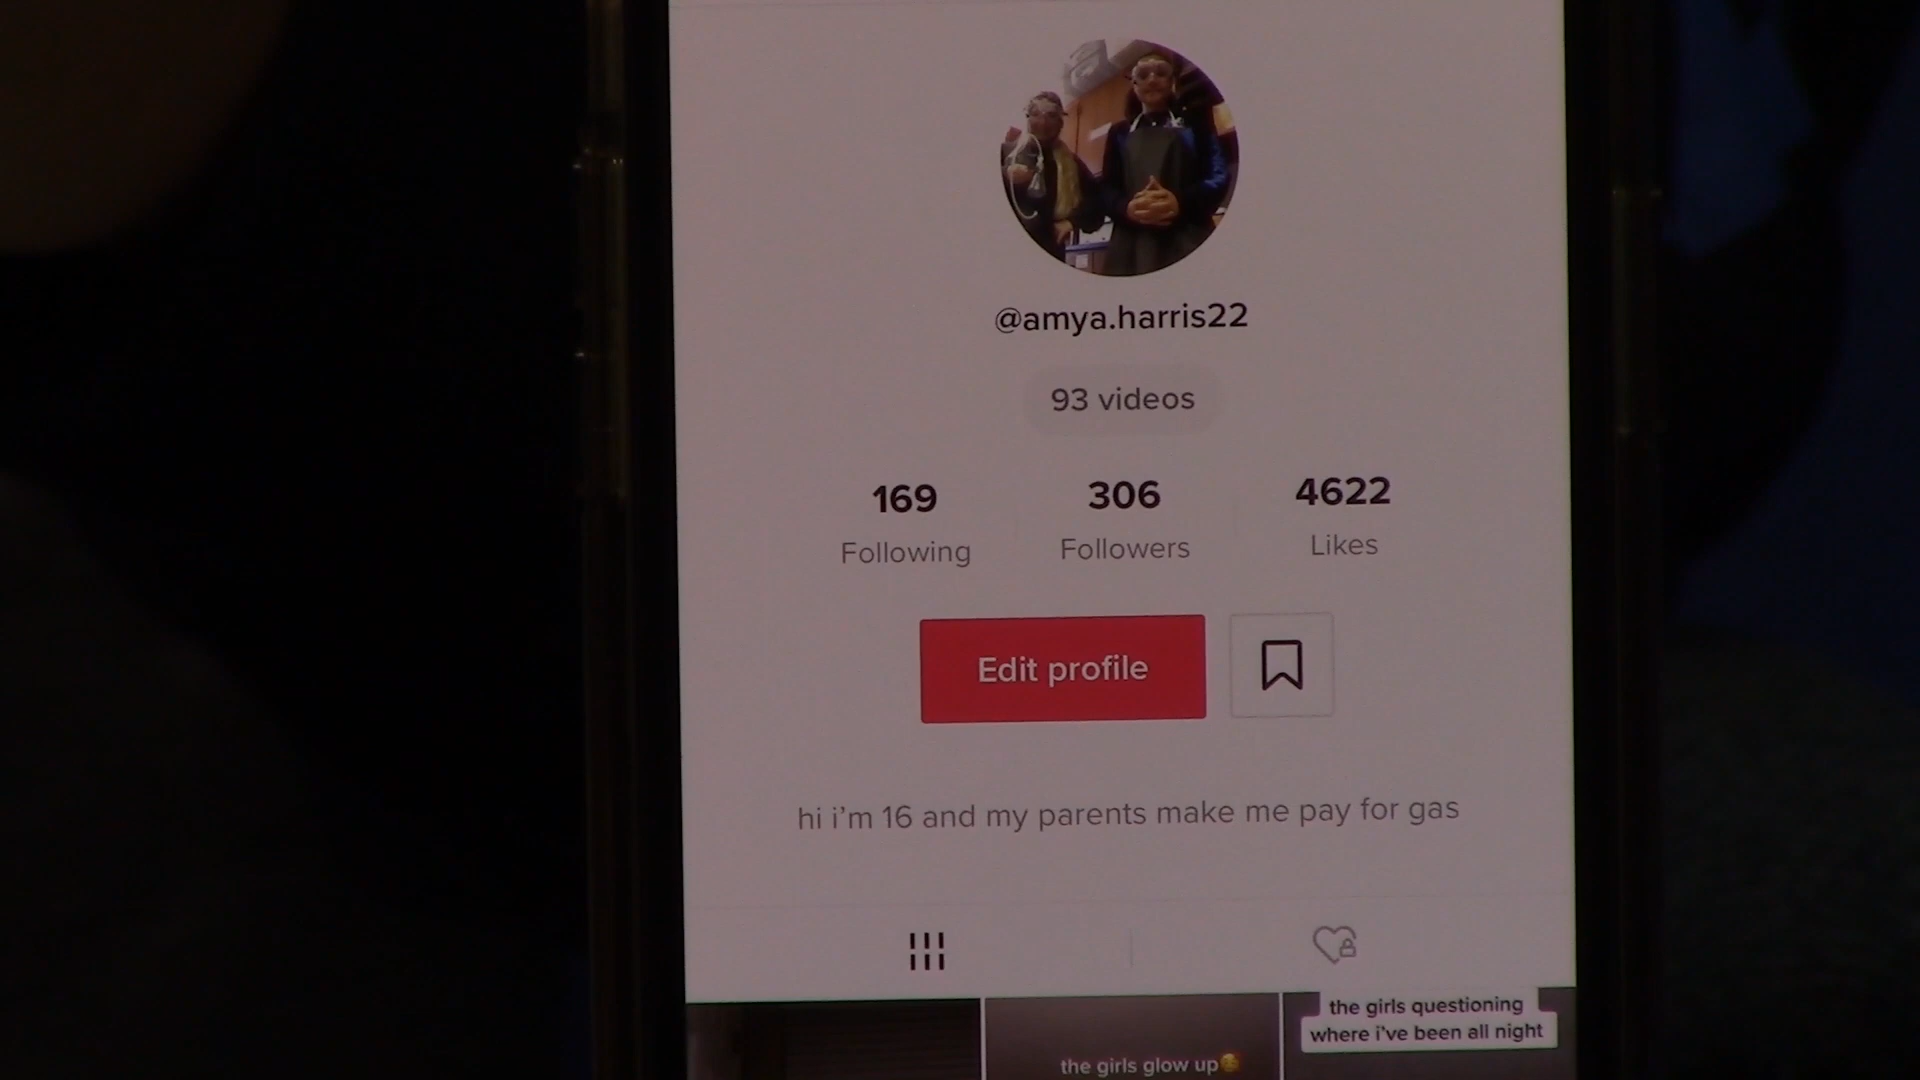 @amya.harris22
93 videos
169
306
4622
Following
Followers
Likes
Edit profile
hi i'm 16 and my parents make me pay for gas
the girls glow up🥴
the girls questioning
where i've been all night